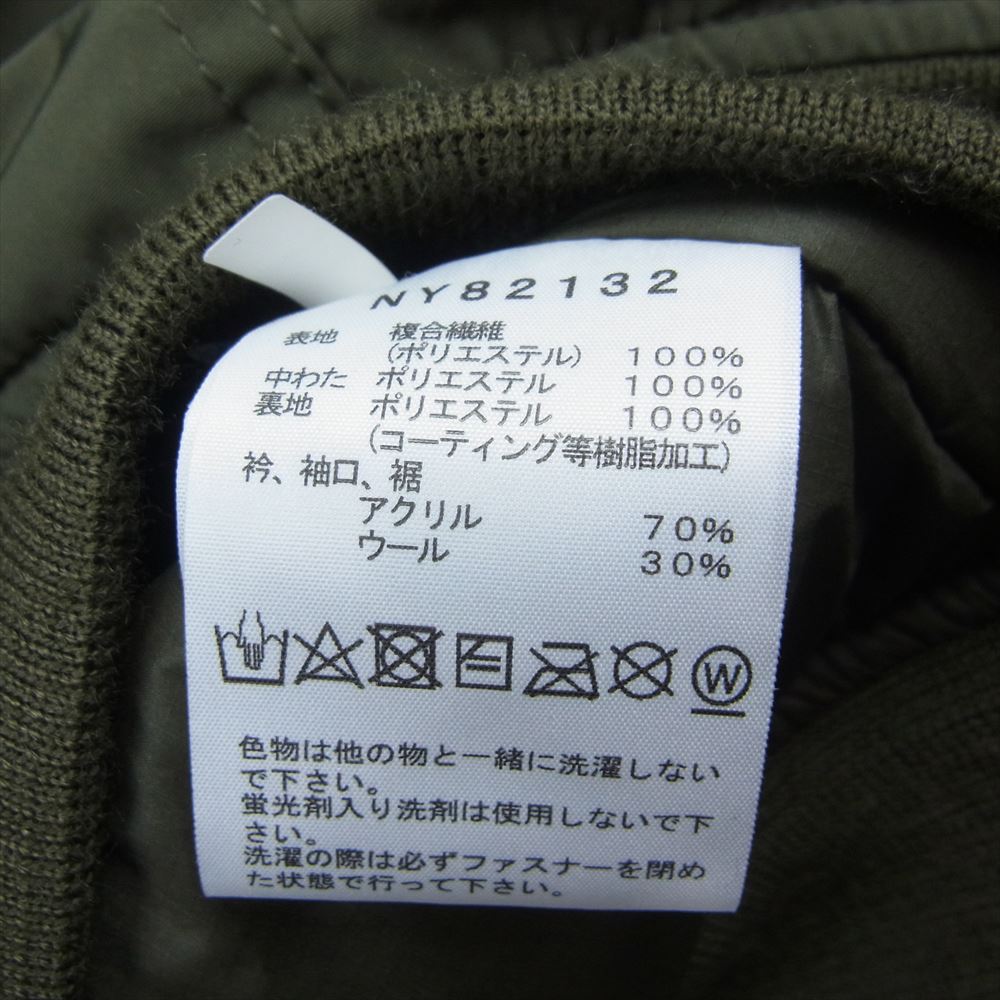 NY82132
表地 複合繊維
(ポリエステル) 100%
中わた ポリエステル 100%
裏地 ポリエステル 100%
(コーティング等樹脂加工)
衿、袖口、裾
アクリル 70%
ウール 30%
W
色物は他の物と一緒に洗濯しない
で下さい。
蛍光剤入り洗剤は使用しないで下
さい。
洗濯の際は必ずファスナーを閉め
た状態で行って下さい。